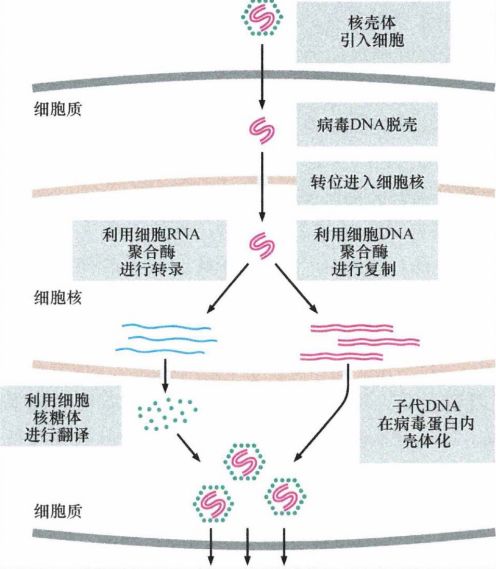 核壳体
引入细胞
细胞质
病毒DNA脱壳
转位进入细胞核
利用细胞RNA
聚合酶
进行转录
利用细胞DNA
聚合酶
进行复制
细胞核
利用细胞
核糖体
进行翻译
子代DNA
在病毒蛋白内
壳体化
细胞质